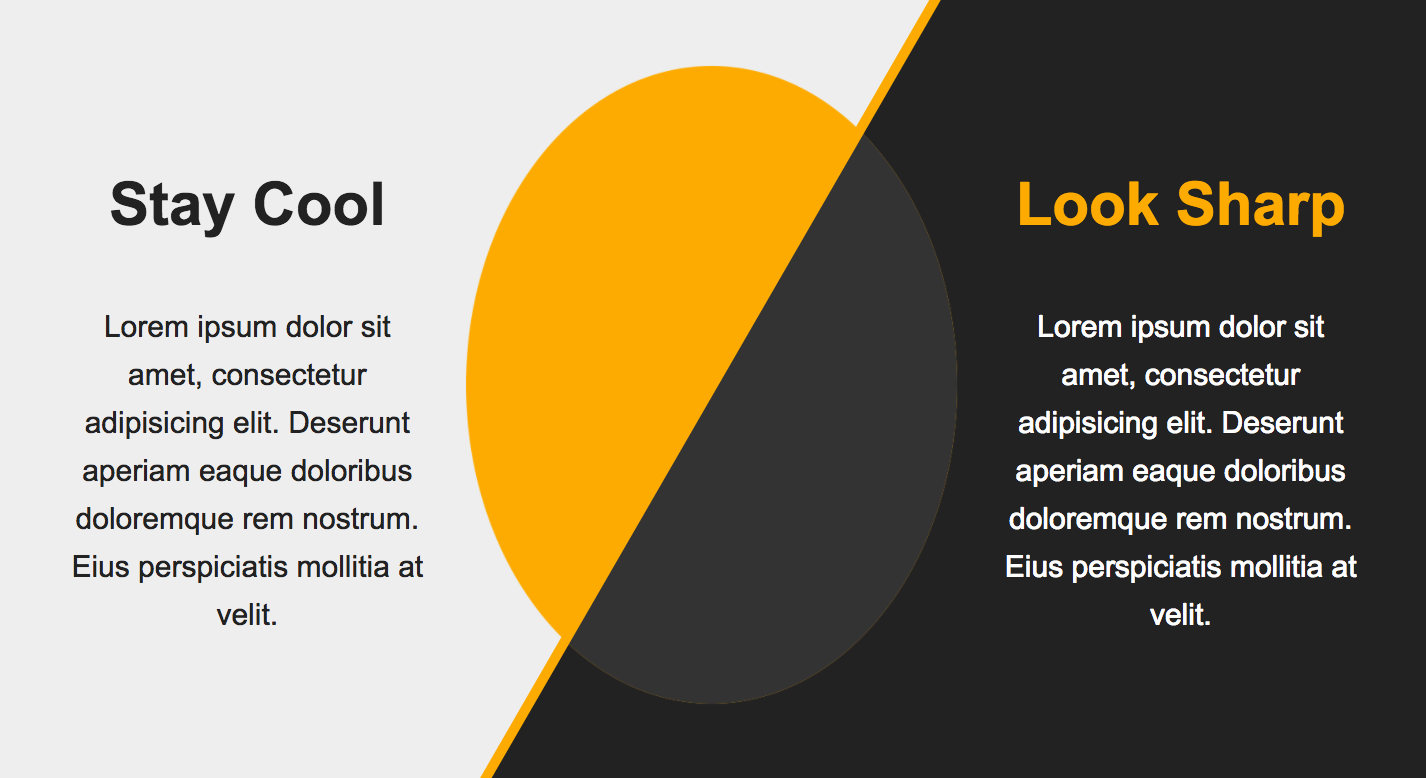 Stay Cool
Lorem ipsum dolor sit
amet, consectetur
adipisicing elit. Deserunt
aperiam eaque doloribus
doloremque rem nostrum.
Eius perspiciatis mollitia at
velit.
Look Sharp
Lorem ipsum dolor sit
amet, consectetur
adipisicing elit. Deserunt
aperiam eaque doloribus
doloremque rem nostrum.
Eius perspiciatis mollitia at
velit.